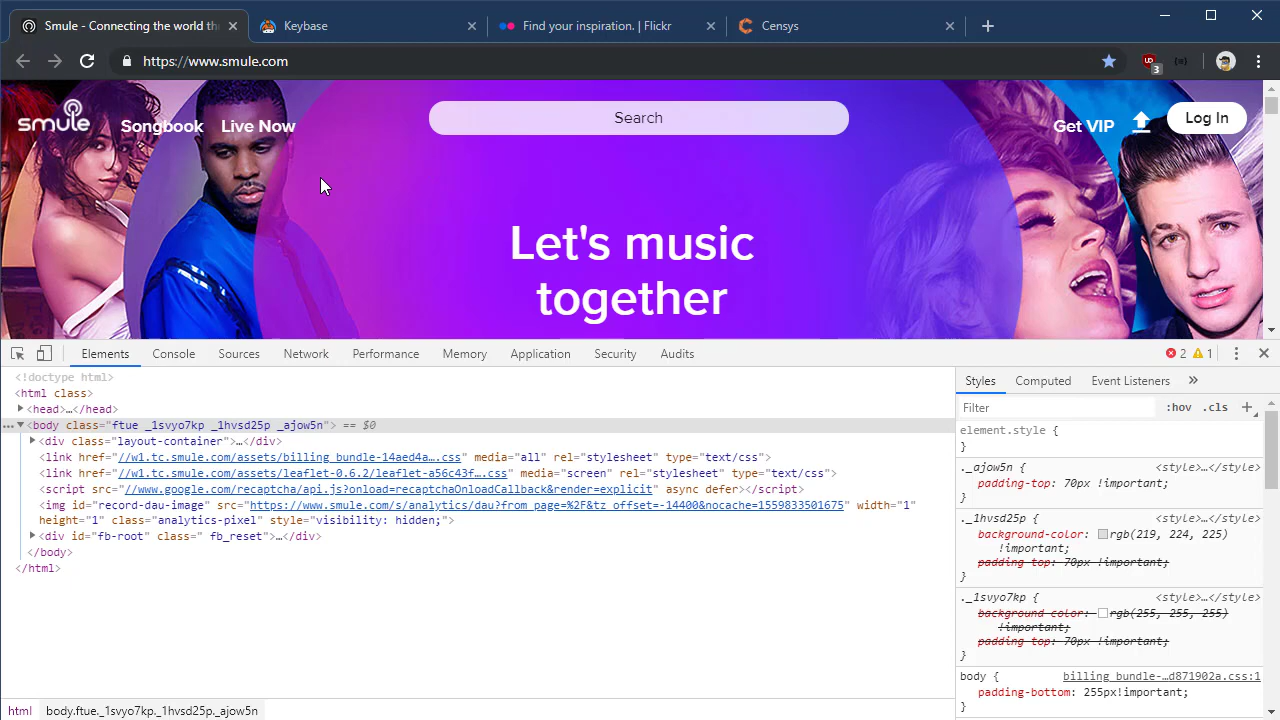 Smule - Connecting the world th
Keybase
Find your inspiration. | Flickr
Censys
https://www.smule.com
3
smule
Songbook
Live Now
Search
Get VIP
Log In
Let's music
together
Elements
Console
Sources
Network
Performance
Memory
Application
Security
Audits
2
1
<!doctype html>
<html class>
<head>…</head>
<body class="ftue _1svyo7kp _1hvsd25p _ajow5n"> == $0
<div class="layout-container">…</div>
<link href="//w1.tc.smule.com/assets/billing_bundle-14aed4a….css" media="all" rel="stylesheet" type="text/css">
<link href="//w1.tc.smule.com/assets/leaflet-0.6.2/leaflet-a56c43f….css" media="screen" rel="stylesheet" type="text/css">
<script src="//www.google.com/recaptcha/api.js?onload=recaptchaOnloadCallback&render=explicit" async defer></script>
<img id="record-dau-image" src="https://www.smule.com/s/analytics/dau?from_page=%2F&tz_offset=-14400&nocache=1559833501675" width="1"
height="1" class="analytics-pixel" style="visibility: hidden;">
<div id="fb-root" class=" fb_reset">…</div>
</body>
</html>
html
body.ftue._1svyo7kp._1hvsd25p._ajow5n
Styles
Computed
Event Listeners
»
Filter
:hov
.cls
+
element.style {
}
._ajow5n {
<style>…</style>
padding-top: 70px !important;
}
._1hvsd25p {
<style>…</style>
background-color: rgb(219, 224, 225)
!important;
padding-top: 70px !important;
}
._1svyo7kp {
<style>…</style>
background-color: rgb(255, 255, 255)
!important;
padding-top: 70px !important;
}
body {
billing_bundle-…d871902a.css:1
padding-bottom: 255px!important;
}